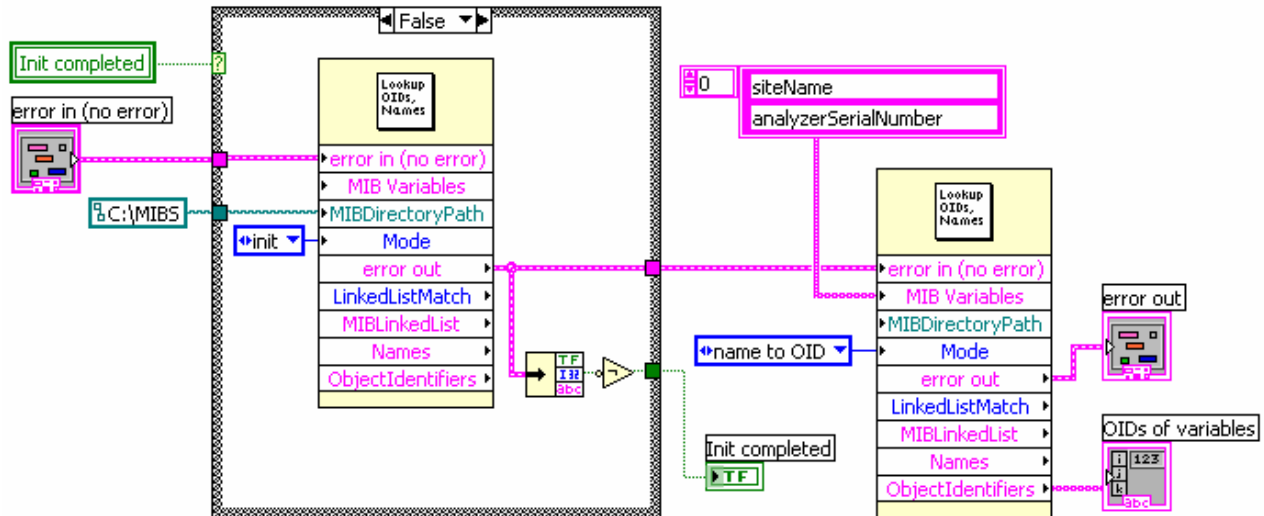 False
Init completed
?
error in (no error)
C:\MIBS
init
Lookup
OIDs,
Names
error in (no error)
MIB Variables
MIBDirectoryPath
Mode
error out
LinkedListMatch
MIBLinkedList
Names
ObjectIdentifiers
TF
I32
abc
Init completed
TF
0
siteName
analyzerSerialNumber
name to OID
Lookup
OIDs,
Names
error in (no error)
MIB Variables
MIBDirectoryPath
Mode
error out
LinkedListMatch
MIBLinkedList
Names
ObjectIdentifiers
error out
OIDs of variables
i
j
k
123
abc